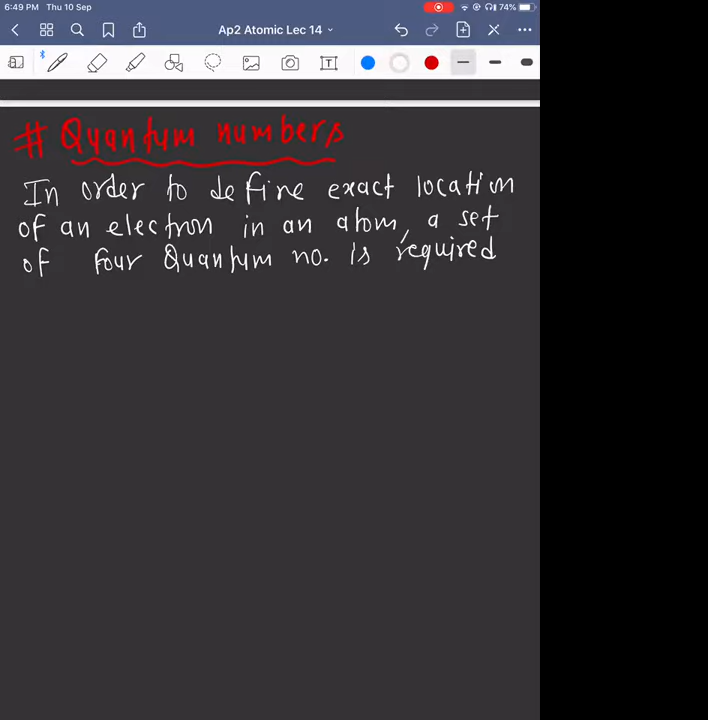 6:49 PM Thu 10 Sep
74%
Ap2 Atomic Lec 14
# Quantum numbers
In order to define exact location
of an electron in an atom, a set
of four Quantum no. is required